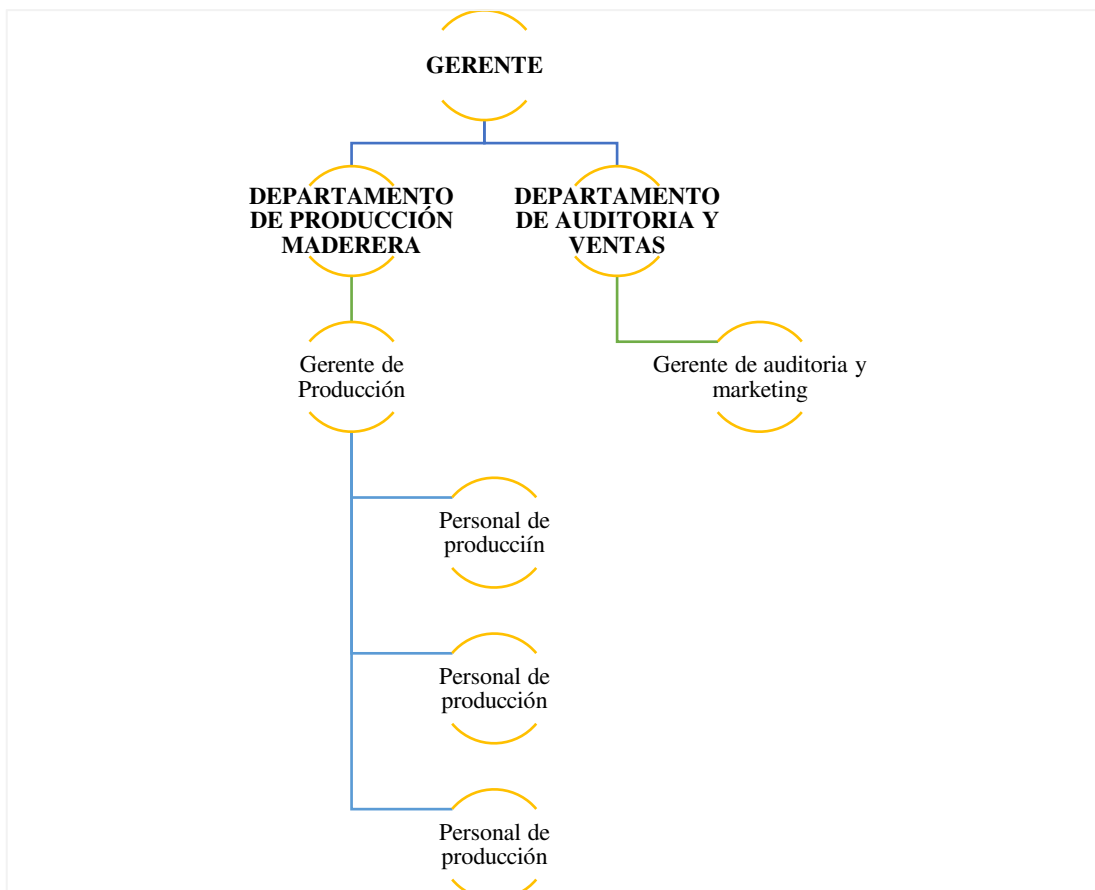 GERENTE
DEPARTAMENTO
DE PRODUCCIÓN
MADERERA
DEPARTAMENTO
DE AUDITORIA Y
VENTAS
Gerente de
Producción
Gerente de auditoria y
marketing
Personal de
producciín
Personal de
producción
Personal de
producción